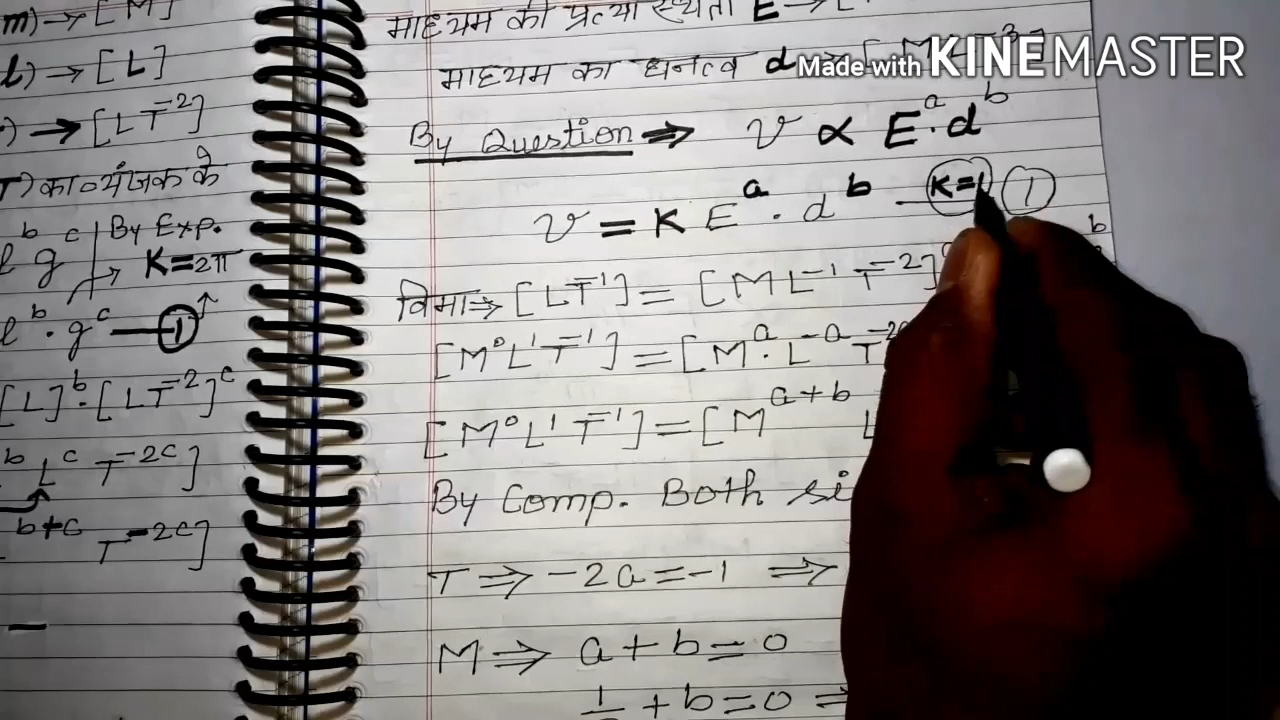 m) → [M]
l) → [L]
) → [LT⁻²]
T) का व्यंजक के
b c | By Exp.
l g → K=2π
l^b · g^c — ①
[L]^b · [LT⁻²]^c
b L^c T^-2c]
b+c T^-2c]
माध्यम की प्रत्यास्थता E → [
माध्यम का घनत्व d → [
Made with KINEMASTER
By Question ⇒ v ∝ E^a · d^b
v = K E^a · d^b — K=1 ①
विमा ⇒ [LT⁻¹] = [ML⁻¹T⁻²]
[M⁰L¹T⁻¹] = [M^a · L^-a T
[M⁰L¹T⁻¹] = [M^a+b L
By Comp. Both si
T ⇒ -2a = -1 ⇒
M ⇒ a + b = 0
+ b = 0 ⇒